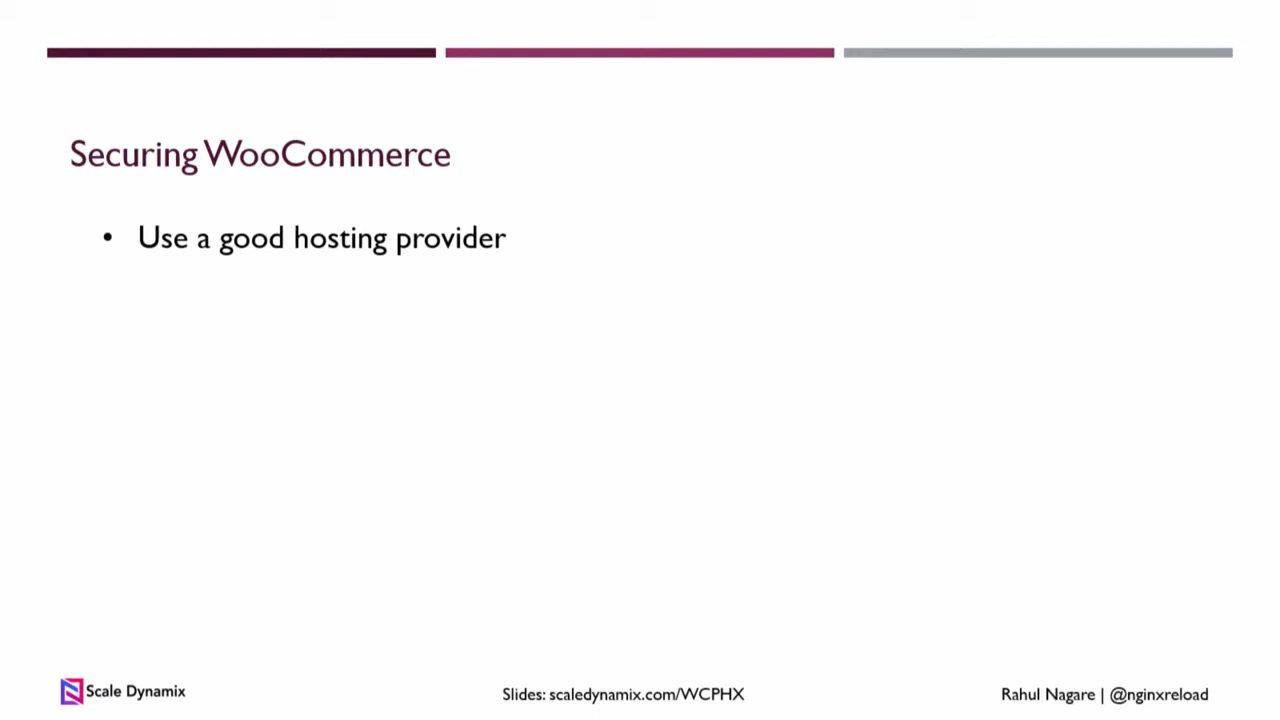 Securing WooCommerce
• Use a good hosting provider
Scale Dynamix
Slides: scaledynamix.com/WCPHX
Rahul Nagare | @nginxreload